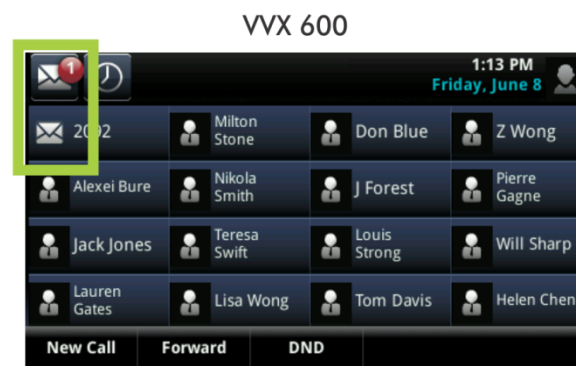 VVX 600
1
1:13 PM
Friday, June 8
2092
Milton
Stone
Don Blue
Z Wong
Alexei Bure
Nikola
Smith
J Forest
Pierre
Gagne
Jack Jones
Teresa
Swift
Louis
Strong
Will Sharp
Lauren
Gates
Lisa Wong
Tom Davis
Helen Chen
New Call
Forward
DND